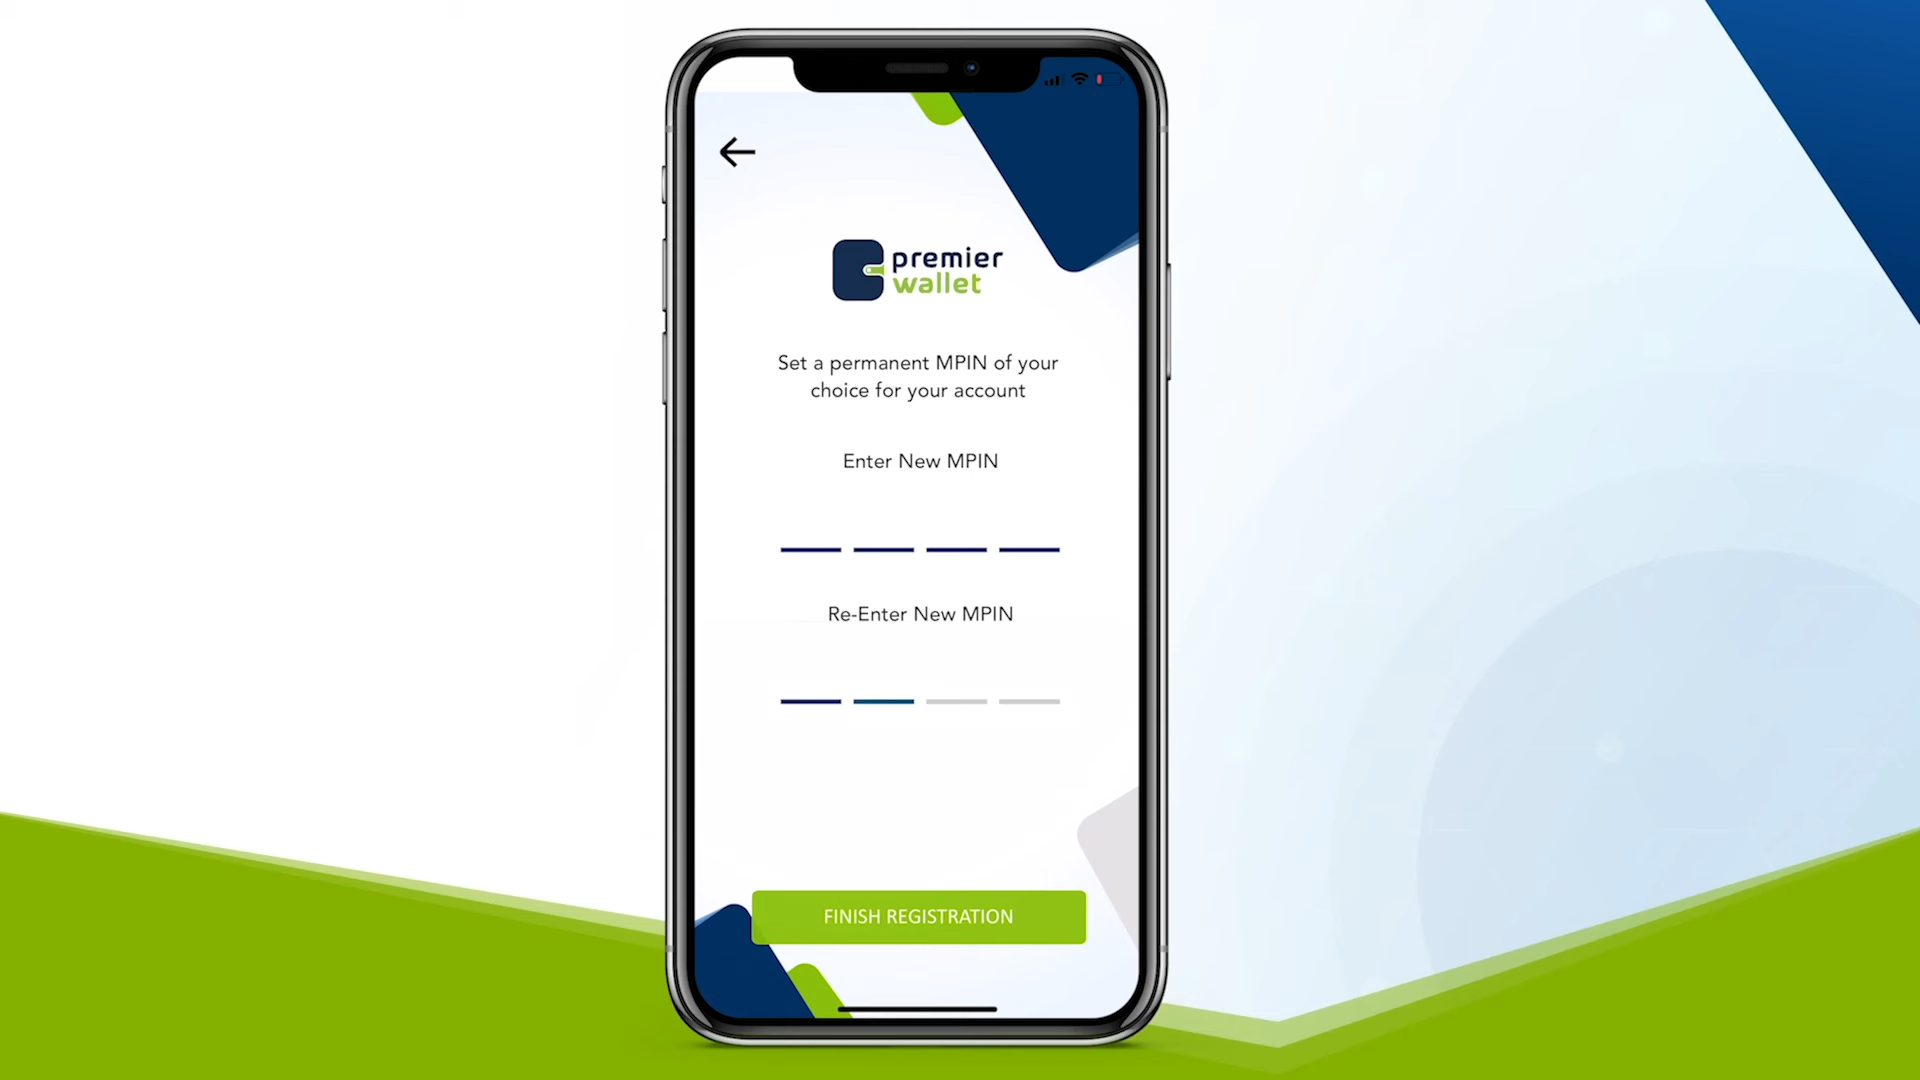 premier
wallet
Set a permanent MPIN of your
choice for your account
Enter New MPIN
Re-Enter New MPIN
FINISH REGISTRATION